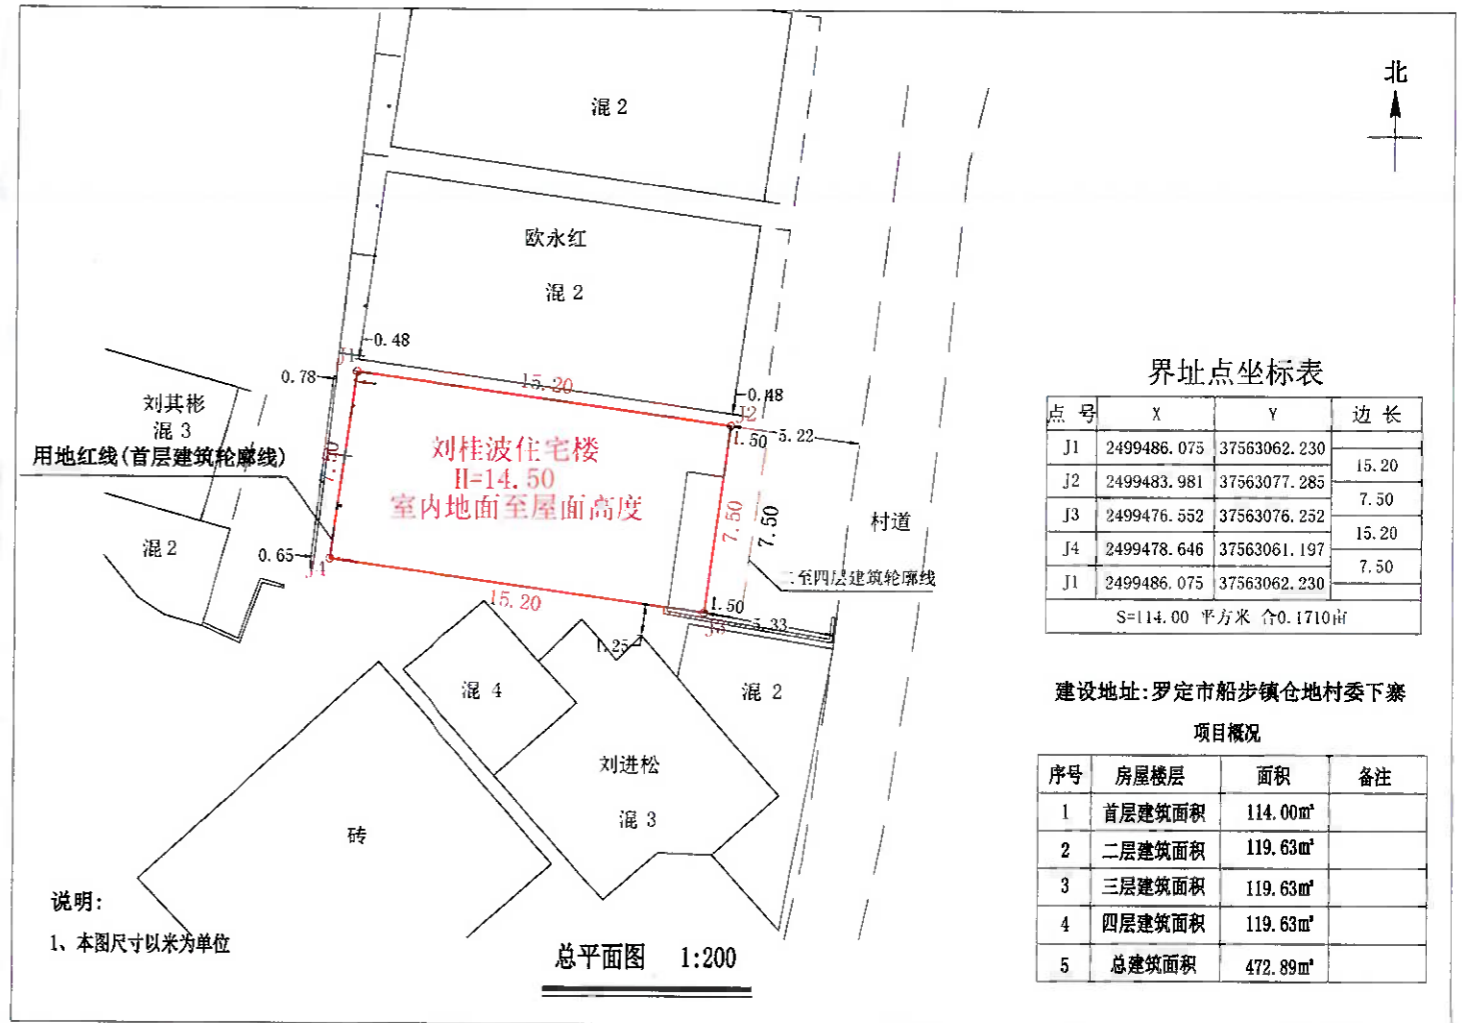 北
混 2
欧永红
混 2
0.48
J1
0.78
15.20
0.48
J2
刘其彬
混 3
1.50
5.22
用地红线(首层建筑轮廓线)
7.50
刘桂波住宅楼
H=14.50
室内地面至屋面高度
7.50
7.50
村道
混 2
0.65
J4
二至四层建筑轮廓线
15.20
1.50
J3
5.33
1.25
混 4
混 2
刘进松
混 3
砖
说明:
1、本图尺寸以米为单位
总平面图 1:200
界址点坐标表
点 号 X Y 边 长
J1 2499486.075 37563062.230
15.20
J2 2499483.981 37563077.285
7.50
J3 2499476.552 37563076.252
15.20
J4 2499478.646 37563061.197
7.50
J1 2499486.075 37563062.230
S=114.00 平方米 合0.1710亩
建设地址:罗定市船步镇仓地村委下寨
项目概况
序号 房屋楼层 面积 备注
1 首层建筑面积 114.00㎡
2 二层建筑面积 119.63㎡
3 三层建筑面积 119.63㎡
4 四层建筑面积 119.63㎡
5 总建筑面积 472.89㎡